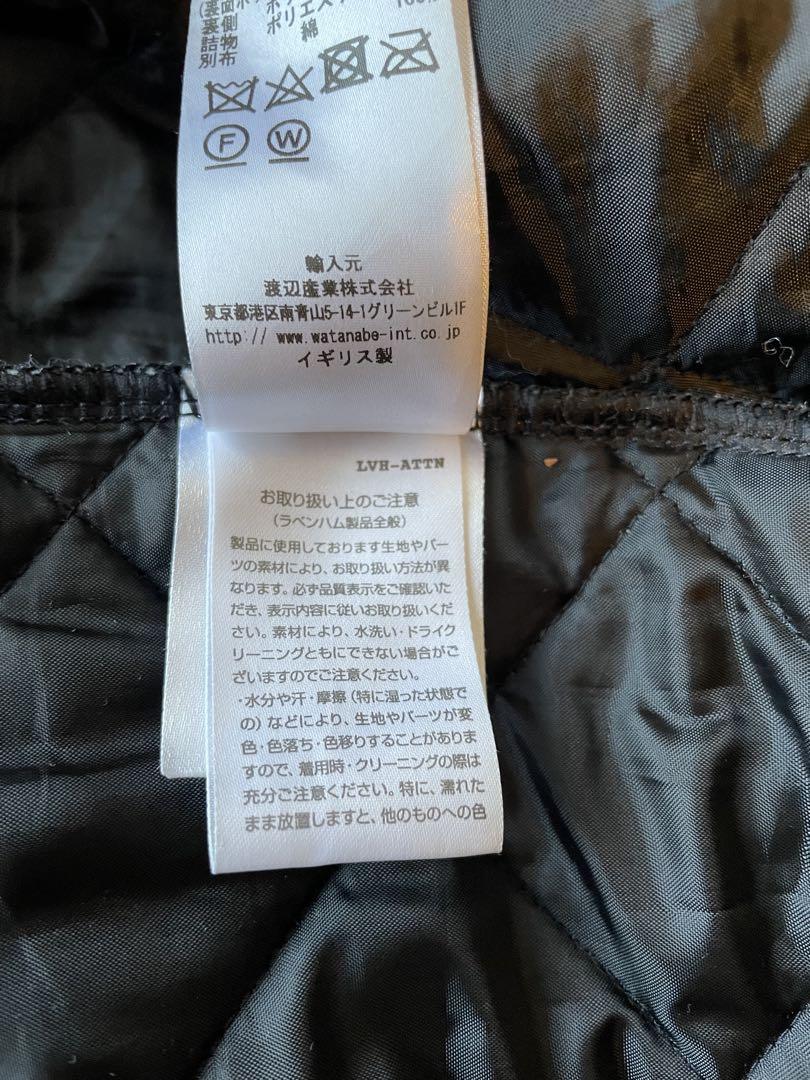 (裏面
裏側
詰物
別布
ポリエス
綿
100
F W
輸入元
渡辺産業株式会社
東京都港区南青山5-14-1グリーンビル1F
http://www.watanabe-int.co.jp
イギリス製
LVH-ATTN
お取り扱い上のご注意
(ラベンハム製品全般)
製品に使用しております生地やパー
ツの素材により、お取り扱い方法が異
なります。必ず品質表示をご確認いた
だき、表示内容に従いお取り扱いくだ
さい。素材により、水洗い・ドライク
リーニングともにできない場合がご
ざいますのでご注意ください。
・水分や汗・摩擦(特に湿った状態で
の)などにより、生地やパーツが変
色・色落ち・色移りすることがありま
すので、着用時・クリーニングの際は
充分ご注意ください。特に、濡れた
まま放置しますと、他のものへの色